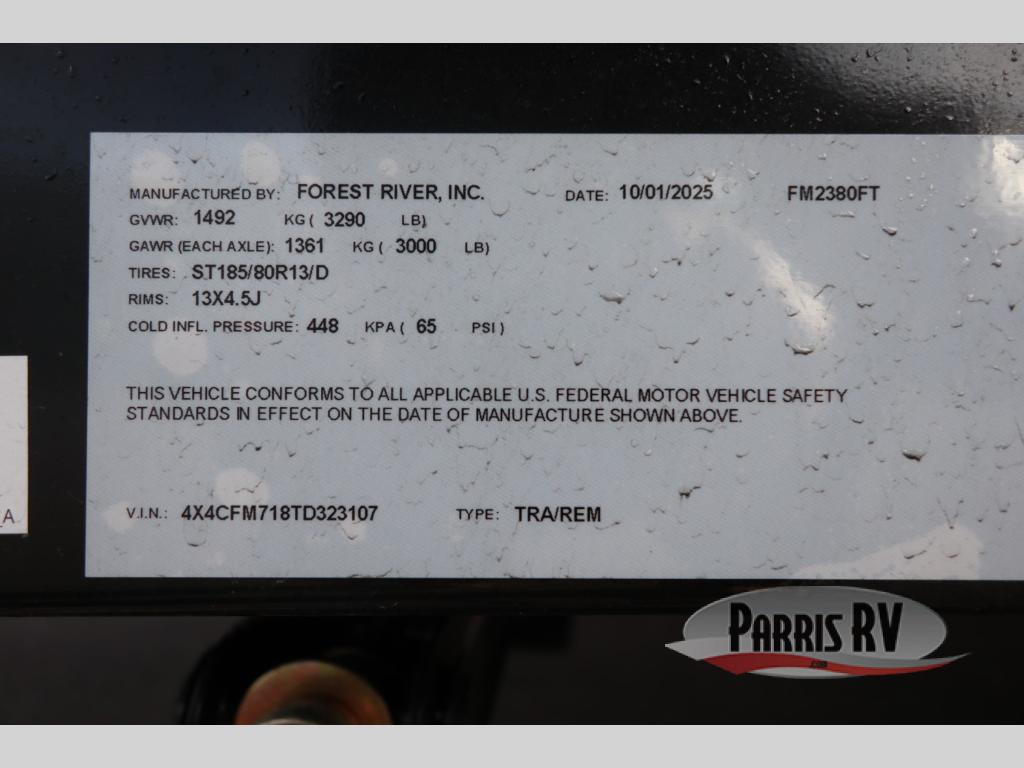 MANUFACTURED BY: FOREST RIVER, INC. DATE: 10/01/2025 FM2380FT
GVWR: 1492 KG ( 3290 LB)
GAWR (EACH AXLE): 1361 KG ( 3000 LB)
TIRES: ST185/80R13/D
RIMS: 13X4.5J
COLD INFL. PRESSURE: 448 KPA ( 65 PSI )
THIS VEHICLE CONFORMS TO ALL APPLICABLE U.S. FEDERAL MOTOR VEHICLE SAFETY
STANDARDS IN EFFECT ON THE DATE OF MANUFACTURE SHOWN ABOVE.
V.I.N.: 4X4CFM718TD323107 TYPE: TRA/REM
A
PARRIS RV
.com